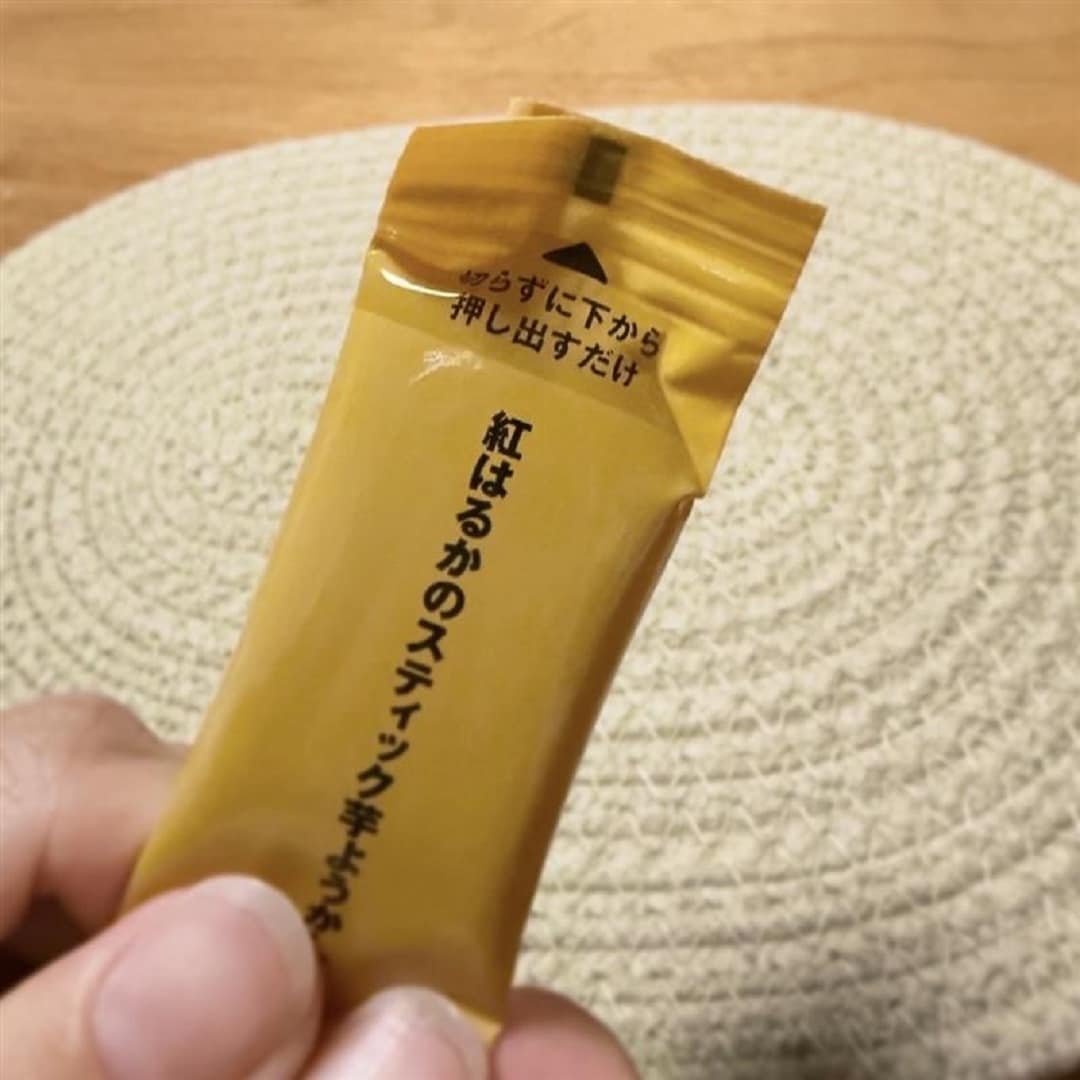 切らずに下から
押し出すだけ
紅はるかのスティック芋ようか